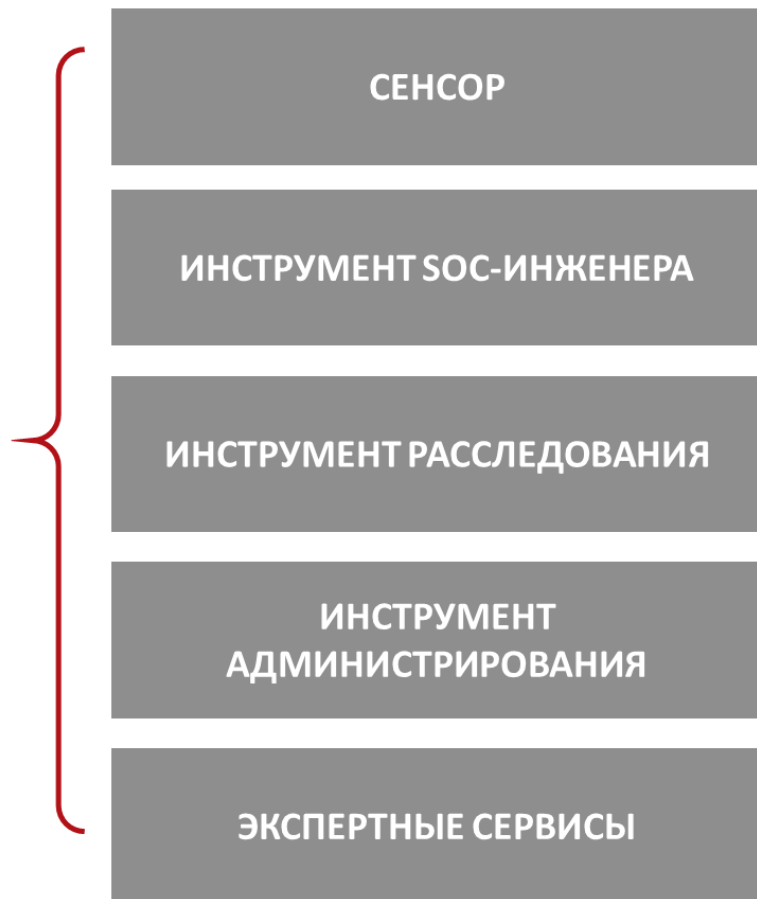 СЕНСОР
ИНСТРУМЕНТ SOC-ИНЖЕНЕРА
ИНСТРУМЕНТ РАССЛЕДОВАНИЯ
ИНСТРУМЕНТ
АДМИНИСТРИРОВАНИЯ
ЭКСПЕРТНЫЕ СЕРВИСЫ